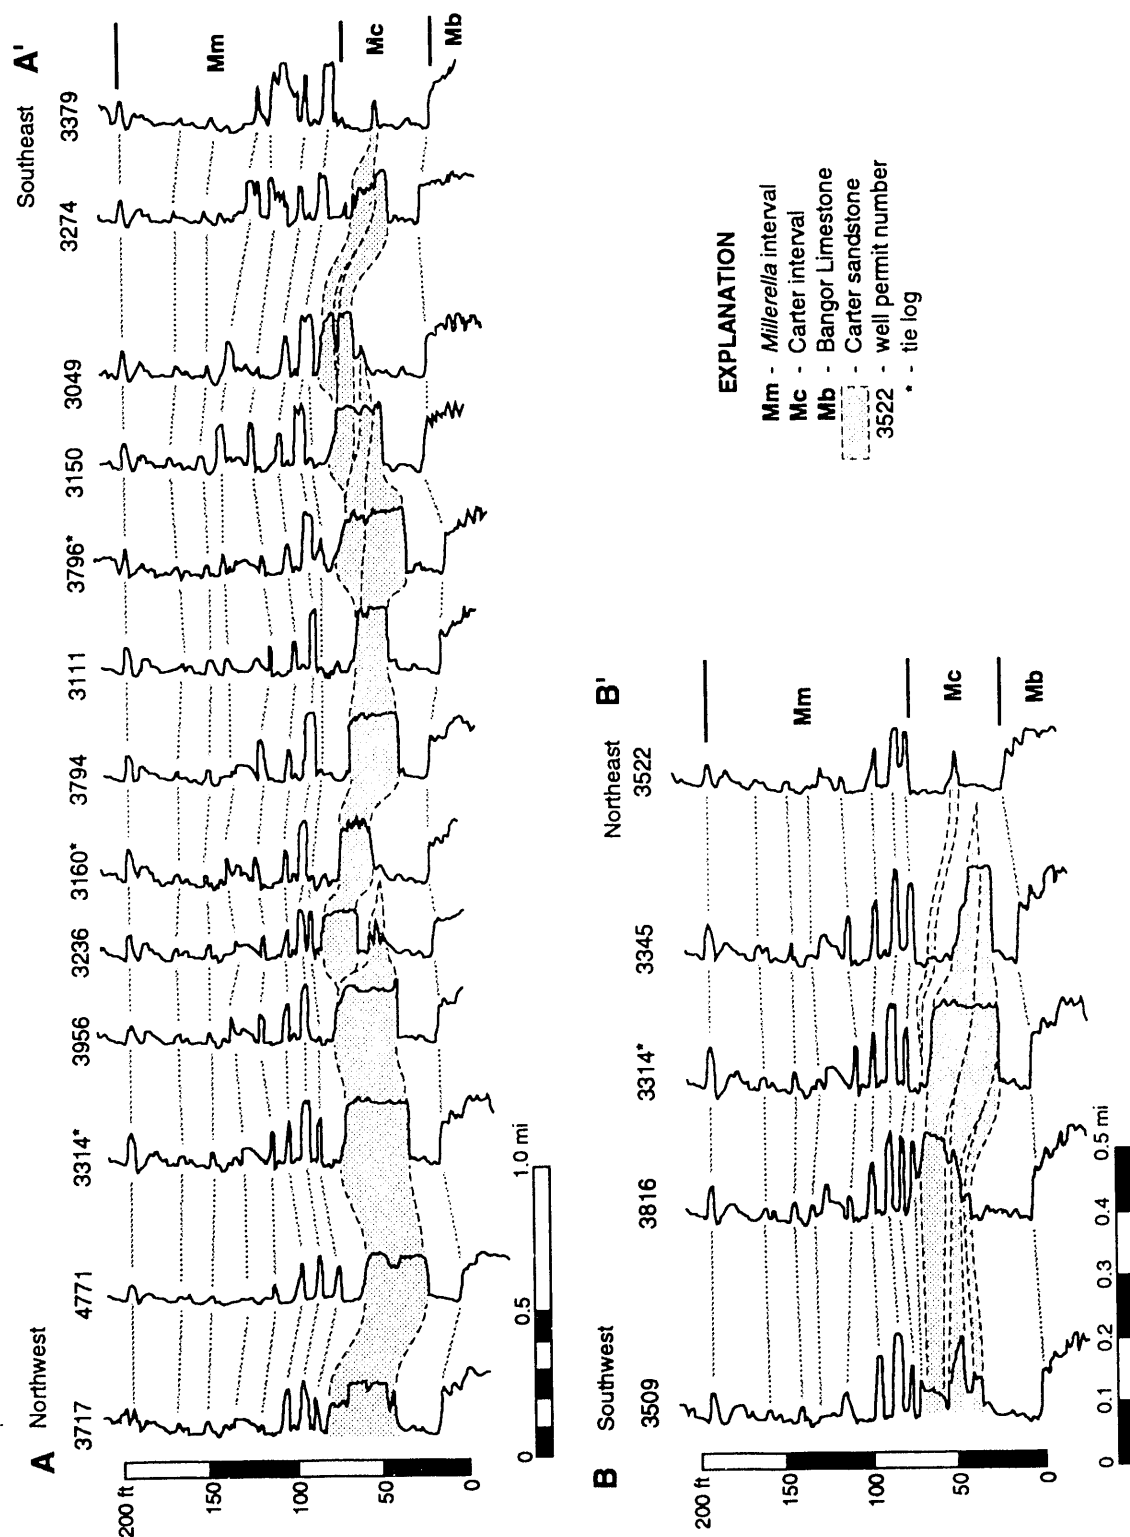 A Northwest
Southeast A'
3717
4771
3314*
3956
3236
3160*
3794
3111
3796*
3150
3049
3274
3379
Mm
Mc
Mb
200 ft
150
100
50
0
0
0.5
1.0 mi
B
Southwest
Northeast
B'
3509
3816
3314*
3345
3522
Mm
Mc
Mb
200 ft
150
100
50
0
0
0.1
0.2
0.3
0.4
0.5 mi
EXPLANATION
Mm - Millerella interval
Mc - Carter interval
Mb - Bangor Limestone
- Carter sandstone
3522 - well permit number
* - tie log